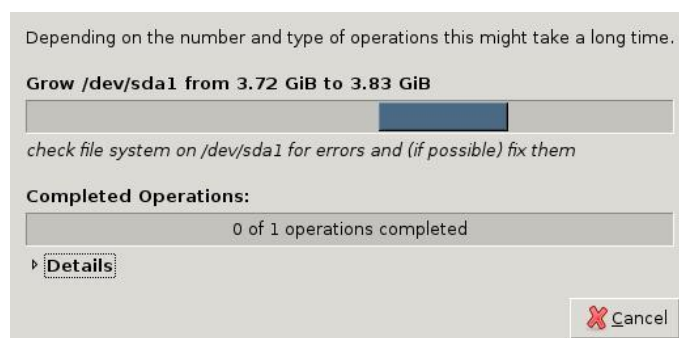 Depending on the number and type of operations this might take a long time.
Grow /dev/sda1 from 3.72 GiB to 3.83 GiB
check file system on /dev/sda1 for errors and (if possible) fix them
Completed Operations:
0 of 1 operations completed
Details
Cancel